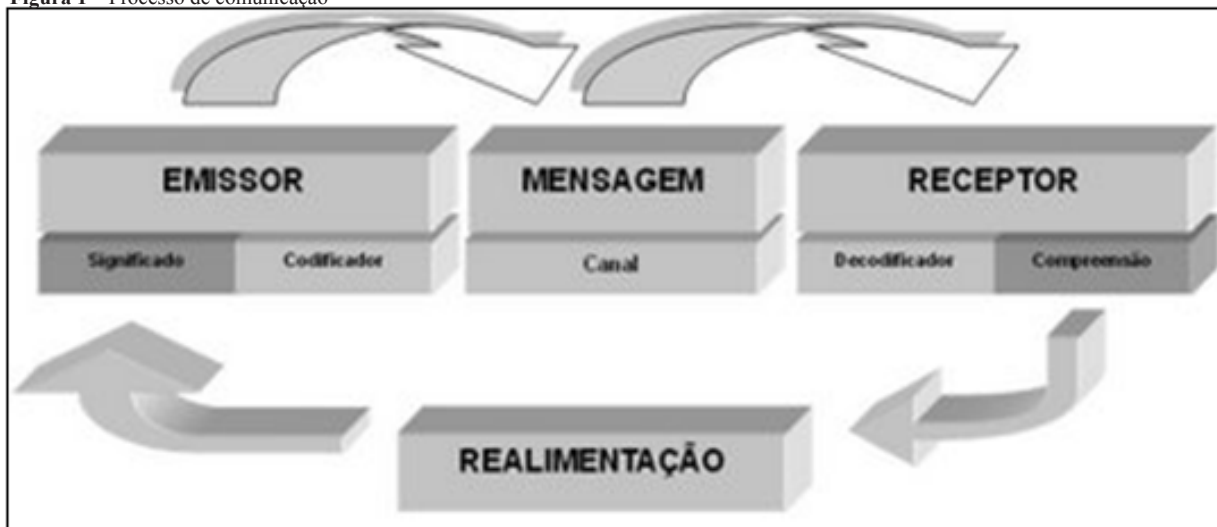 Figura 1 – Processo de comunicação
EMISSOR
MENSAGEM
RECEPTOR
Significado
Codificador
Canal
Decodificador
Compreensão
REALIMENTAÇÃO